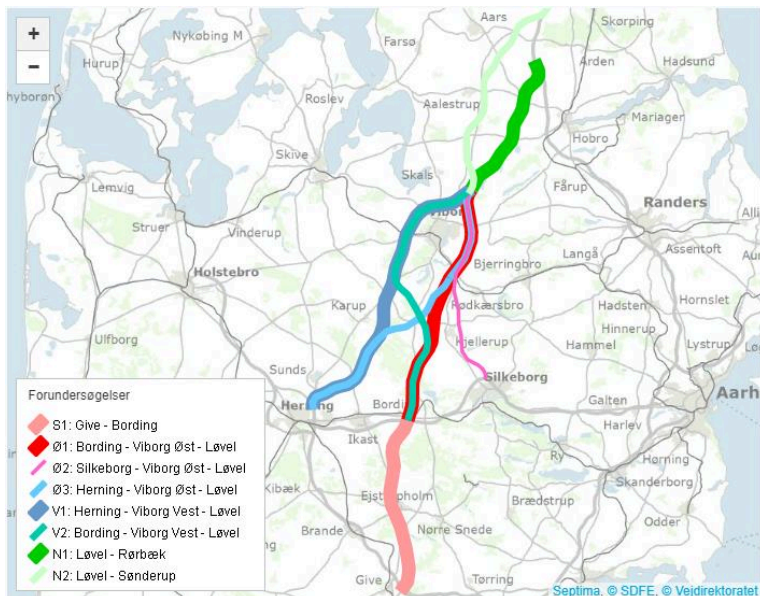 +
−
Nykøbing M
Farsø
Aars
Skørping
Hurup
Arden
Hadsund
hyborøn
Roslev
Aalestrup
Mariager
Hobro
Skive
Lemvig
Skals
Fårup
Struer
Vinderup
Vibor
Randers
Alli
Holstebro
Bjerringbro
Langå
Assentoft
Karup
Rødkærsbro
Hadsten
Hornslet
Ulfborg
Hinnerup
Kjellerup
Hammel
Lystrup
Sunds
Silkeborg
Herning
Bording
Galten
Aarh
Ikast
Harlev
Ry
Hørning
Kibæk
Ejstrupholm
Skanderborg
Brande
Brædstrup
Nørre Snede
Odder
Give
Tørring
Forundersøgelser
S1: Give - Bording
Ø1: Bording - Viborg Øst - Løvel
Ø2: Silkeborg - Viborg Øst - Løvel
Ø3: Herning - Viborg Øst - Løvel
V1: Herning - Viborg Vest - Løvel
V2: Bording - Viborg Vest - Løvel
N1: Løvel - Rørbæk
N2: Løvel - Sønderup
Septima, © SDFE, © Vejdirektoratet